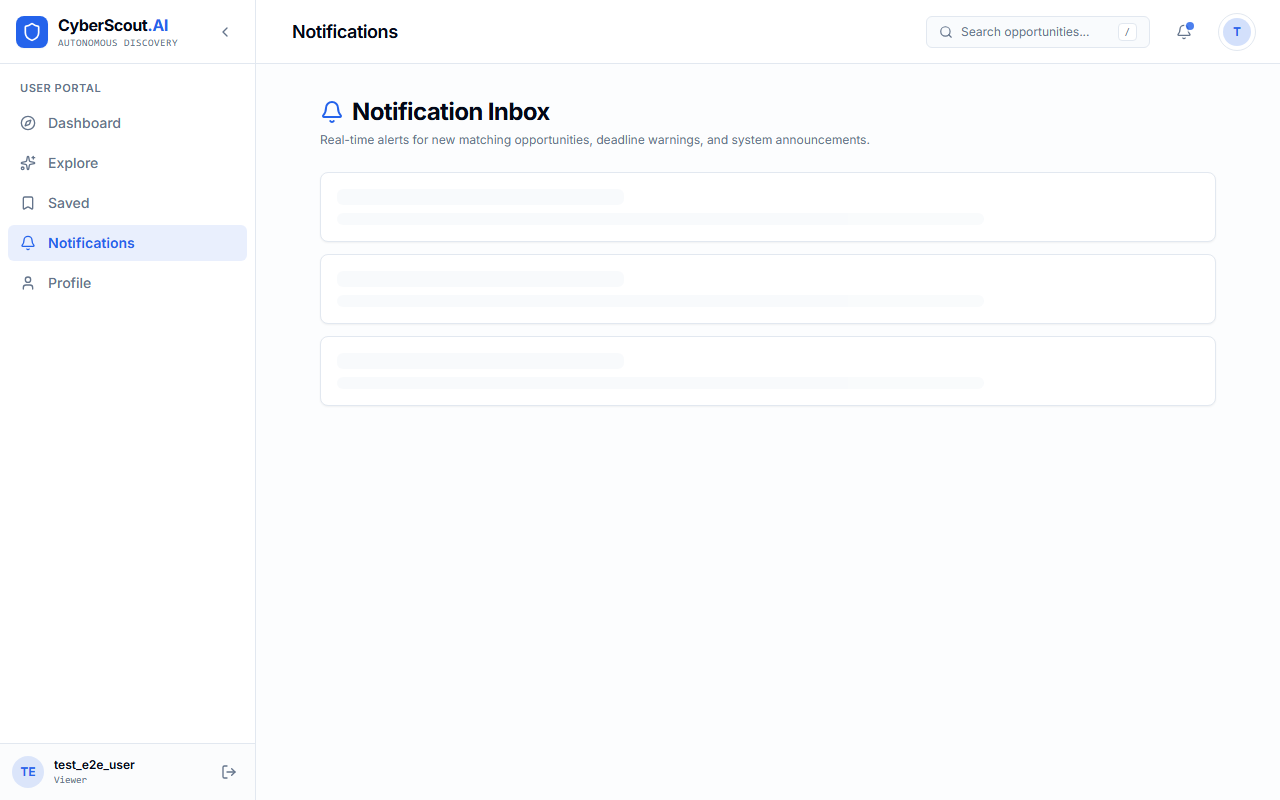 CyberScout.AI
AUTONOMOUS DISCOVERY
Notifications
Search opportunities...
/
T
USER PORTAL
Dashboard
Explore
Saved
Notifications
Profile
Notification Inbox
Real-time alerts for new matching opportunities, deadline warnings, and system announcements.
TE
test_e2e_user
Viewer